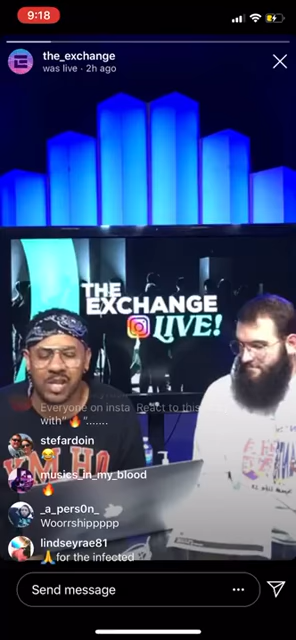 9:18
the_exchange
was live · 2h ago
THE
EXCHANGE
LIVE!
Everyone on insta React to this
with" 🔥".......
stefardoin
😂
musics_in_my_blood
🔥
_a_pers0n_
Woorrshippppp
lindseyrae81
🙏for the infected
Send message